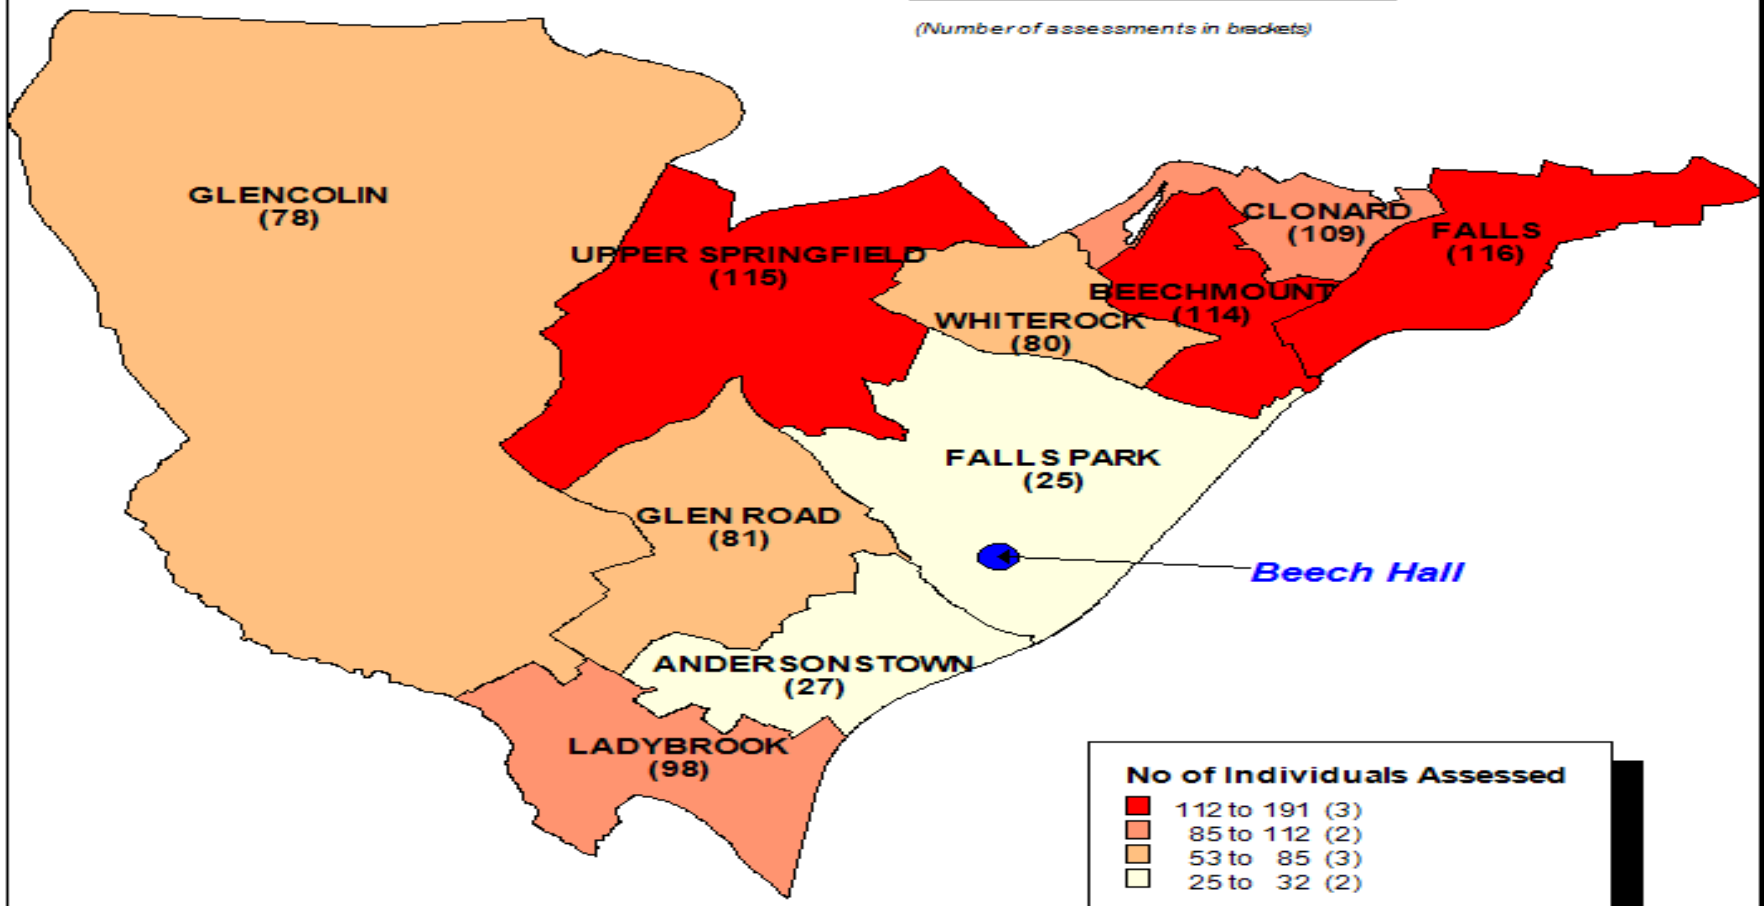 (Number of assessments in brackets)
GLENCOLIN
(78)
UPPER SPRINGFIELD
(115)
CLONARD
(109)
FALLS
(116)
BEECHMOUNT
(114)
WHITEROCK
(80)
FALLS PARK
(25)
GLEN ROAD
(81)
Beech Hall
ANDERSONSTOWN
(27)
LADYBROOK
(98)
No of Individuals Assessed
112 to 191 (3)
85 to 112 (2)
53 to 85 (3)
25 to 32 (2)